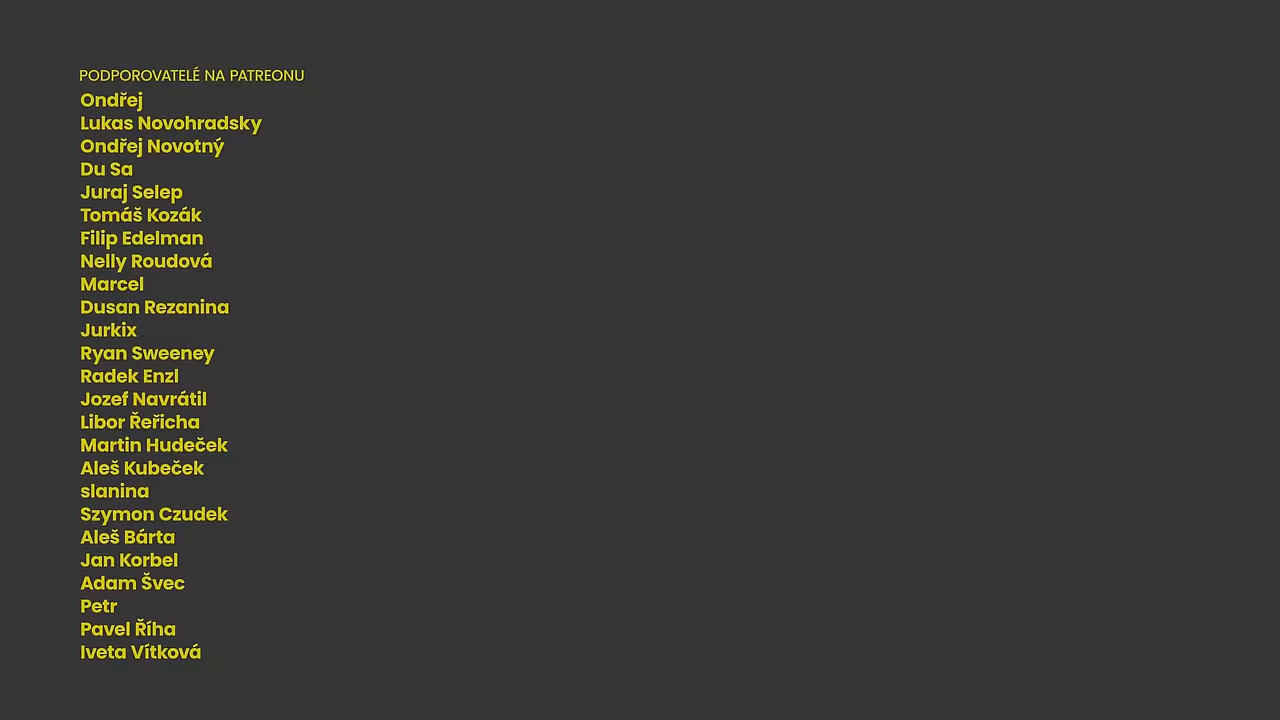 PODPOROVATELÉ NA PATREONU
Ondřej
Lukas Novohradsky
Ondřej Novotný
Du Sa
Juraj Selep
Tomáš Kozák
Filip Edelman
Nelly Roudová
Marcel
Dusan Rezanina
Jurkix
Ryan Sweeney
Radek Enzl
Jozef Navrátil
Libor Řeřicha
Martin Hudeček
Aleš Kubeček
slanina
Szymon Czudek
Aleš Bárta
Jan Korbel
Adam Švec
Petr
Pavel Říha
Iveta Vítková